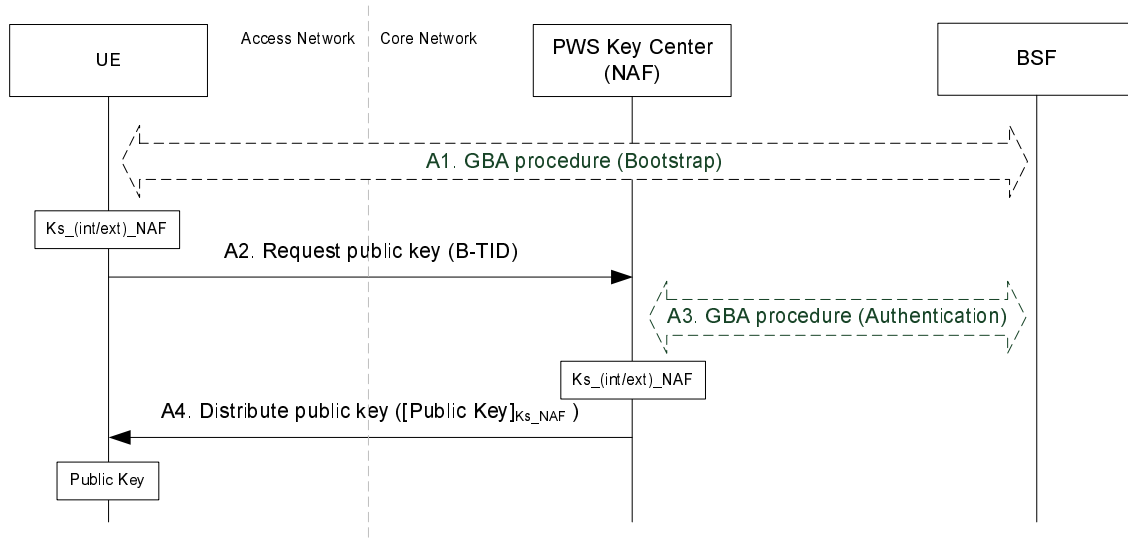 UE
Access Network
Core Network
PWS Key Center
(NAF)
BSF
A1. GBA procedure (Bootstrap)
Ks_(int/ext)_NAF
A2. Request public key (B-TID)
A3. GBA procedure (Authentication)
Ks_(int/ext)_NAF
A4. Distribute public key ([Public Key]Ks_NAF )
Public Key